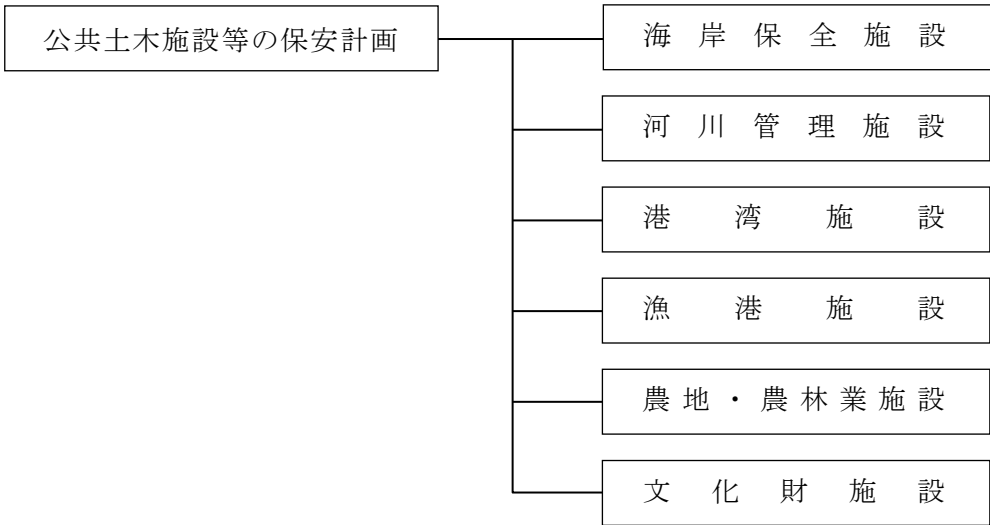 公共土木施設等の保安計画
海岸保全施設
河川管理施設
港湾施設
漁港施設
農地・農林業施設
文化財施設